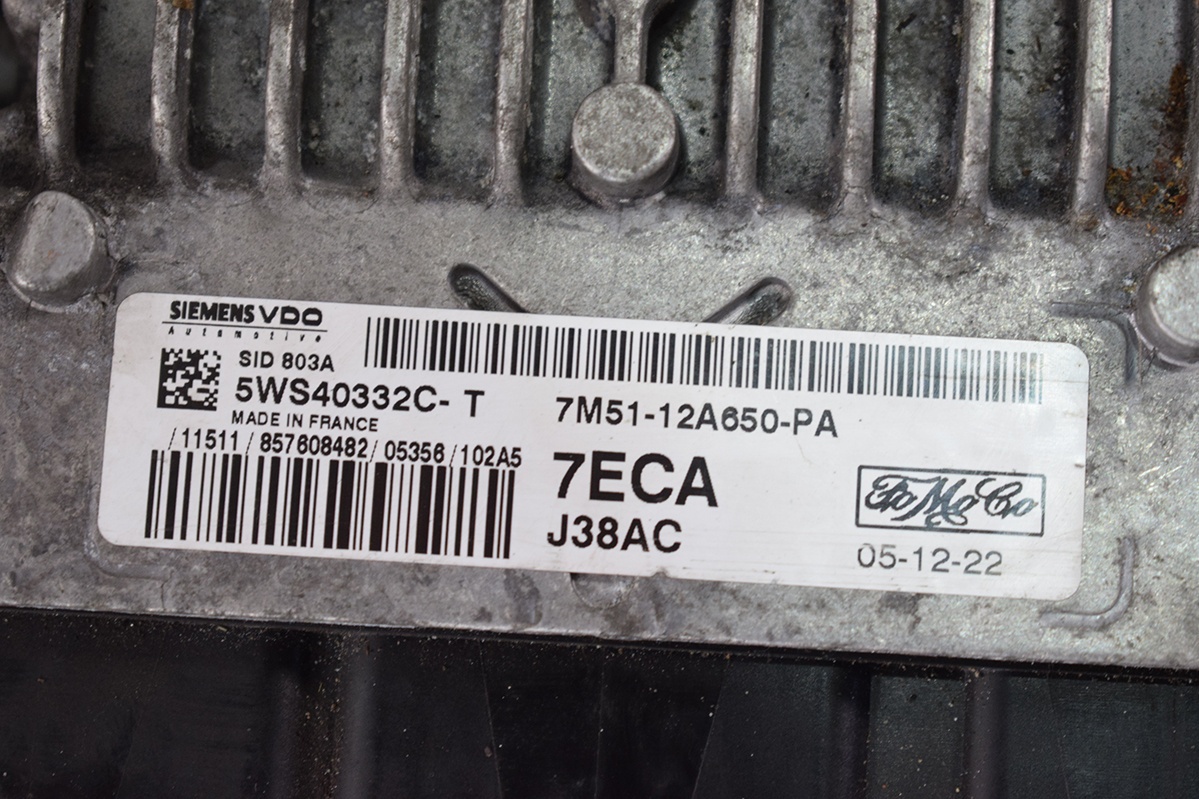 SIEMENS VDO
Automotive
SID 803A
5WS40332C- T
MADE IN FRANCE
/11511/857608482/05356/102A5
7M51-12A650-PA
7ECA
J38AC
FoMoCo
05-12-22